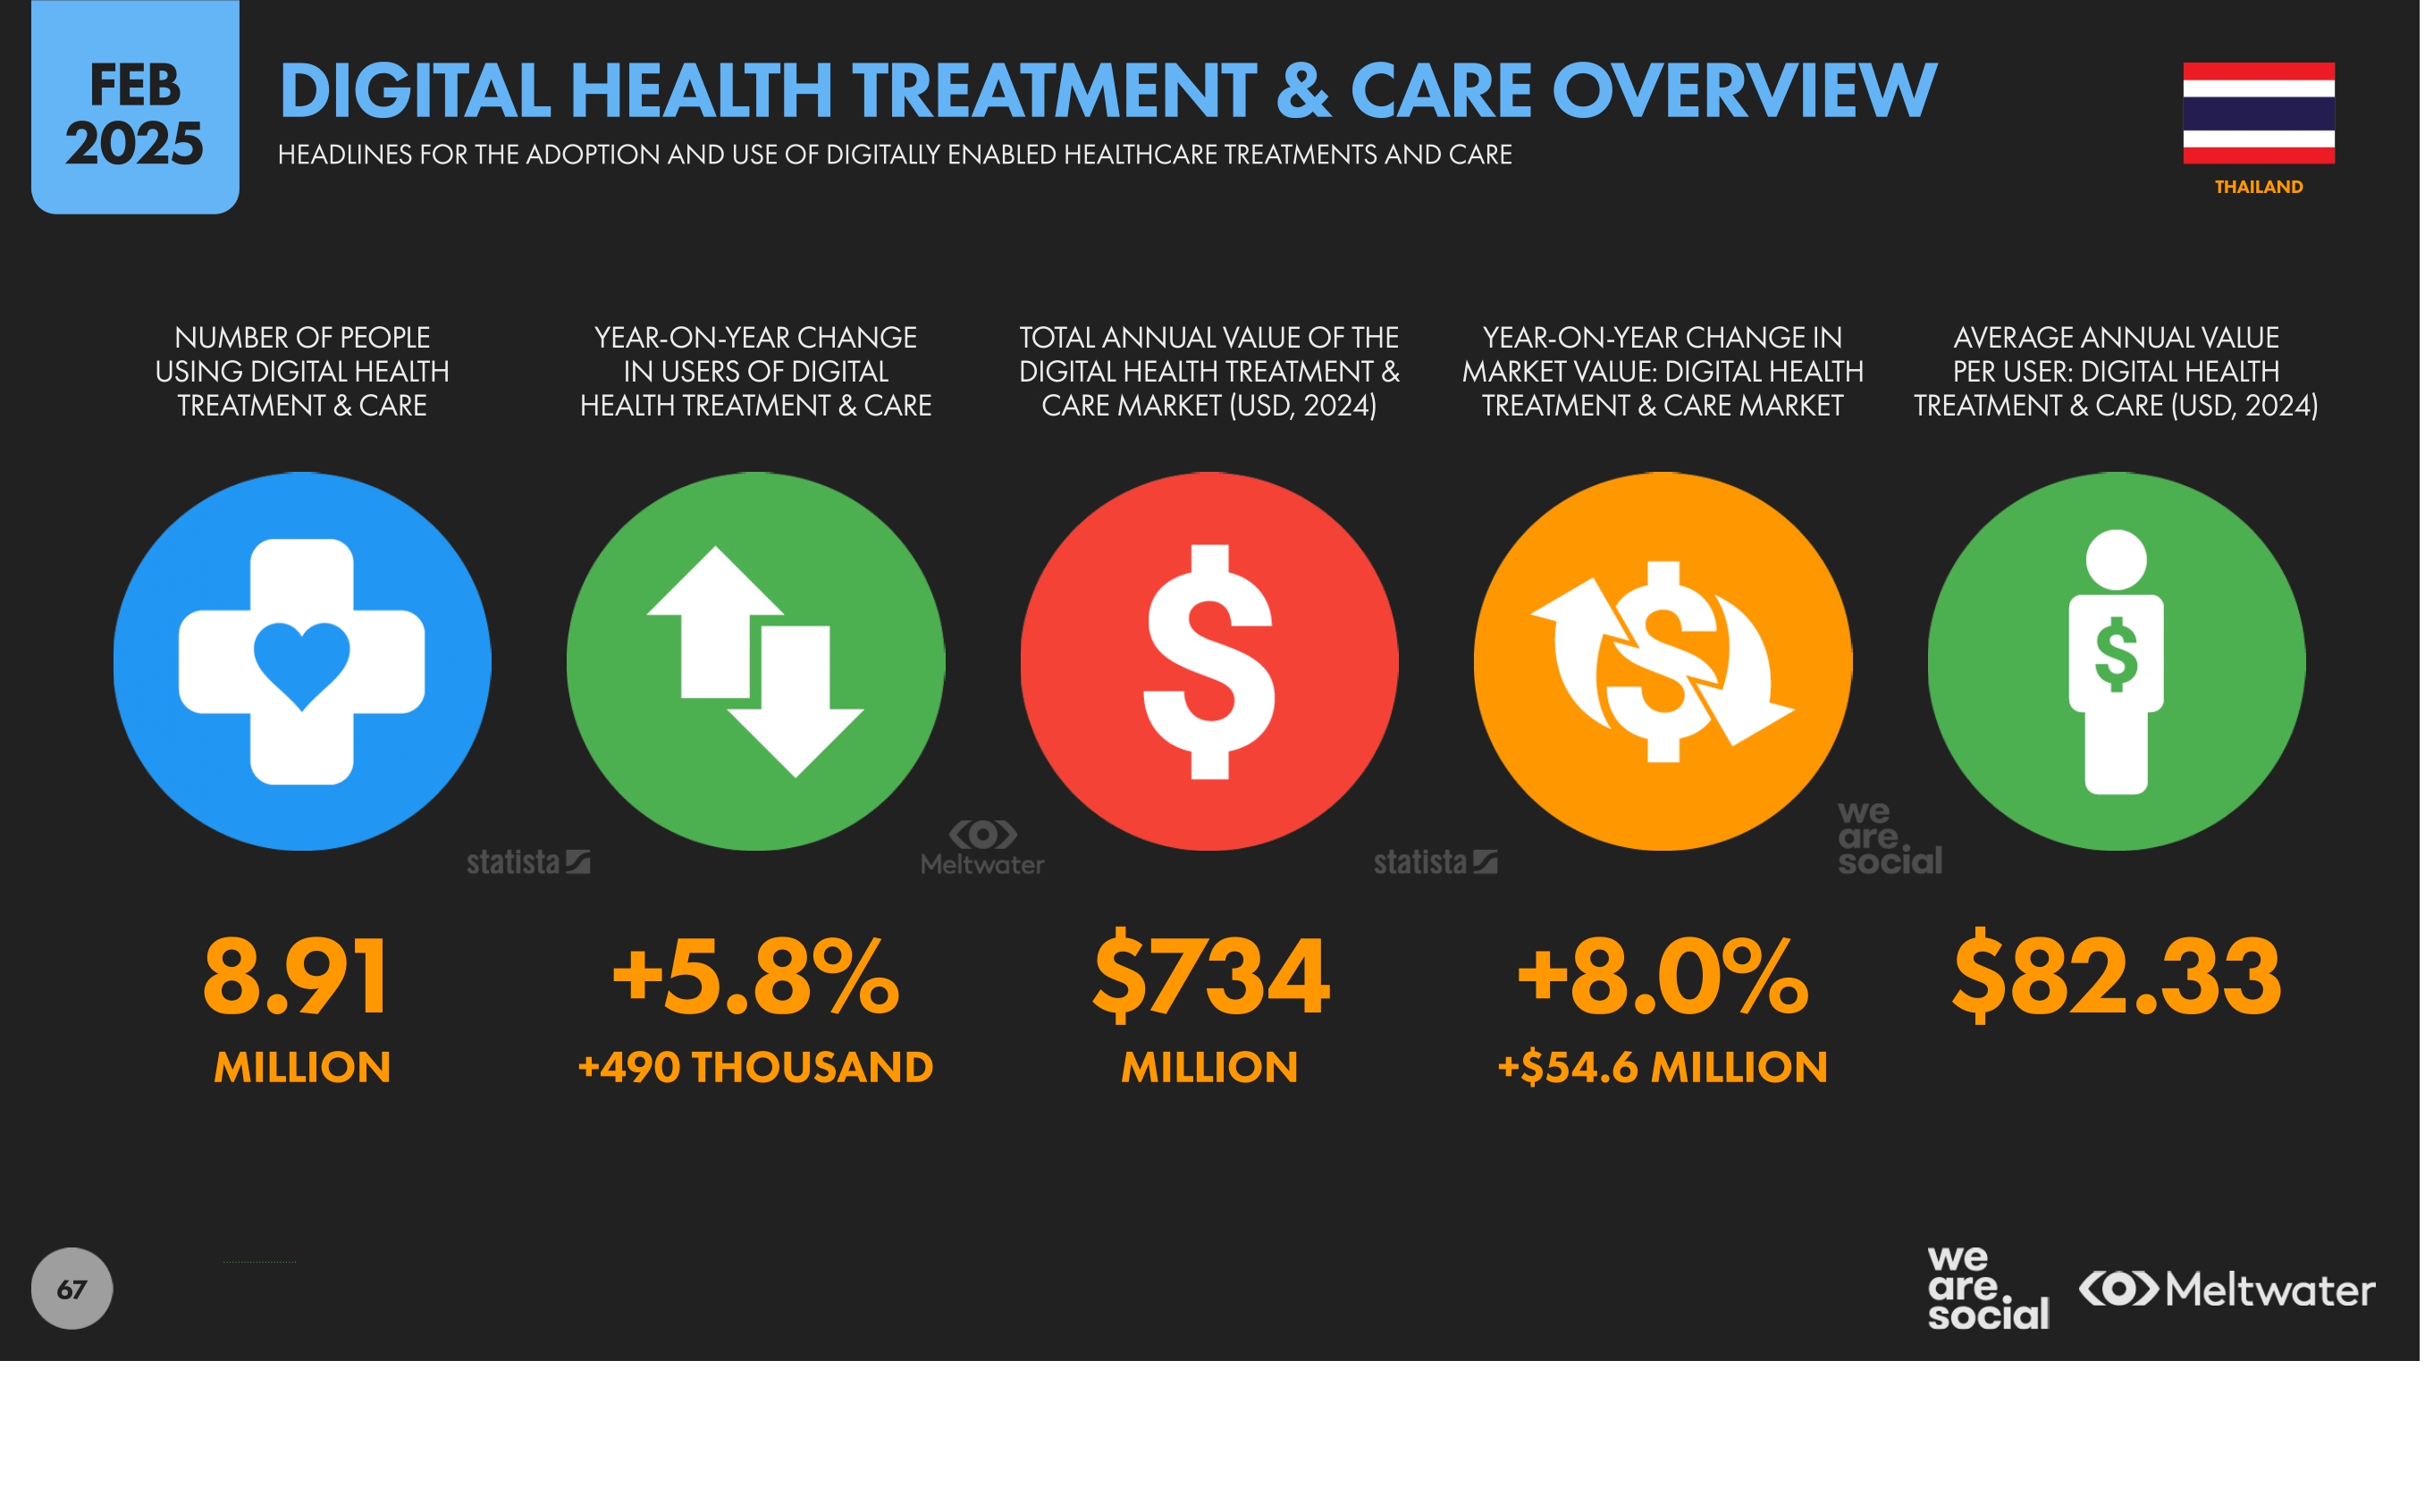 FEB
2025
DIGITAL HEALTH TREATMENT & CARE OVERVIEW
HEADLINES FOR THE ADOPTION AND USE OF DIGITALLY ENABLED HEALTHCARE TREATMENTS AND CARE
THAILAND
NUMBER OF PEOPLE
USING DIGITAL HEALTH
TREATMENT & CARE
8.91
MILLION
YEAR-ON-YEAR CHANGE
IN USERS OF DIGITAL
HEALTH TREATMENT & CARE
+5.8%
+490 THOUSAND
TOTAL ANNUAL VALUE OF THE
DIGITAL HEALTH TREATMENT &
CARE MARKET (USD, 2024)
$
$734
MILLION
YEAR-ON-YEAR CHANGE IN
MARKET VALUE: DIGITAL HEALTH
TREATMENT & CARE MARKET
$
+8.0%
+$54.6 MILLION
AVERAGE ANNUAL VALUE
PER USER: DIGITAL HEALTH
TREATMENT & CARE (USD, 2024)
$
$82.33
statista
Meltwater
statista
we
are
social
67
we
are
social
Meltwater